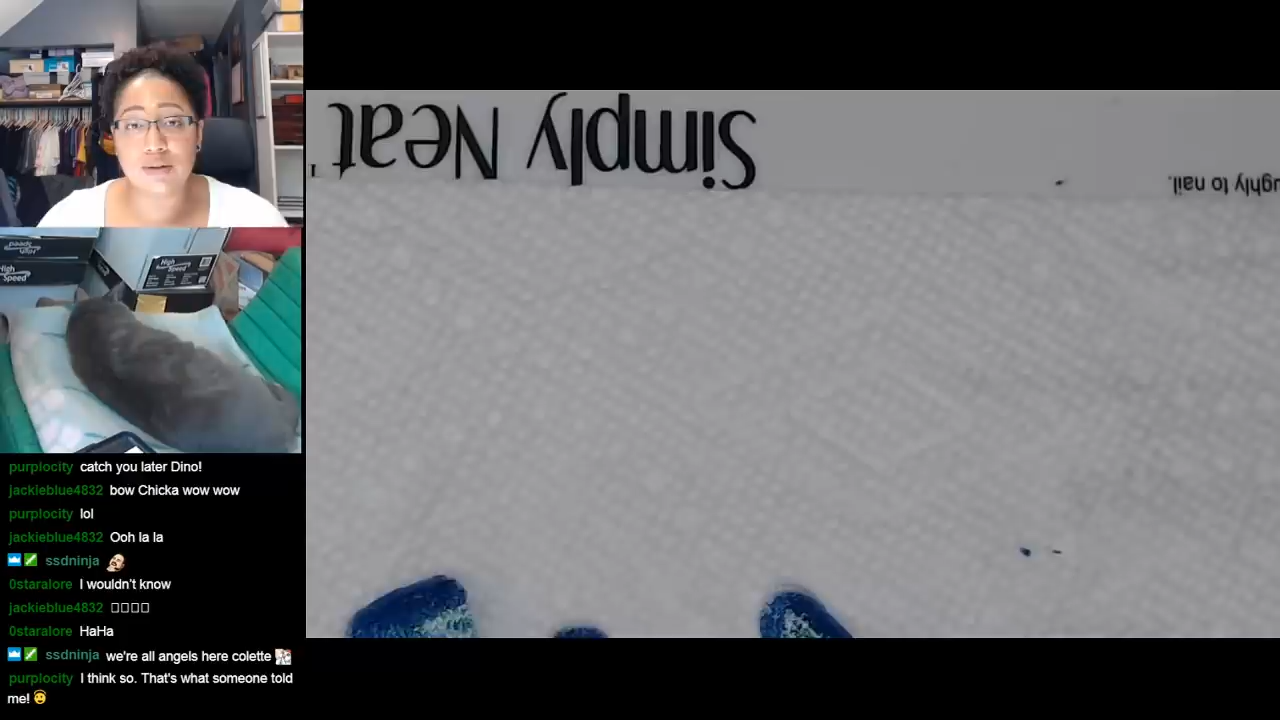 Simply Neat
ughly to nail.
High
Speed
High
Speed
High
Speed
purplocity catch you later Dino!
jackieblue4832 bow Chicka wow wow
purplocity lol
jackieblue4832 Ooh la la
ssdninja
0staralore I wouldn't know
jackieblue4832
0staralore HaHa
ssdninja we're all angels here colette
purplocity I think so. That's what someone told
me!